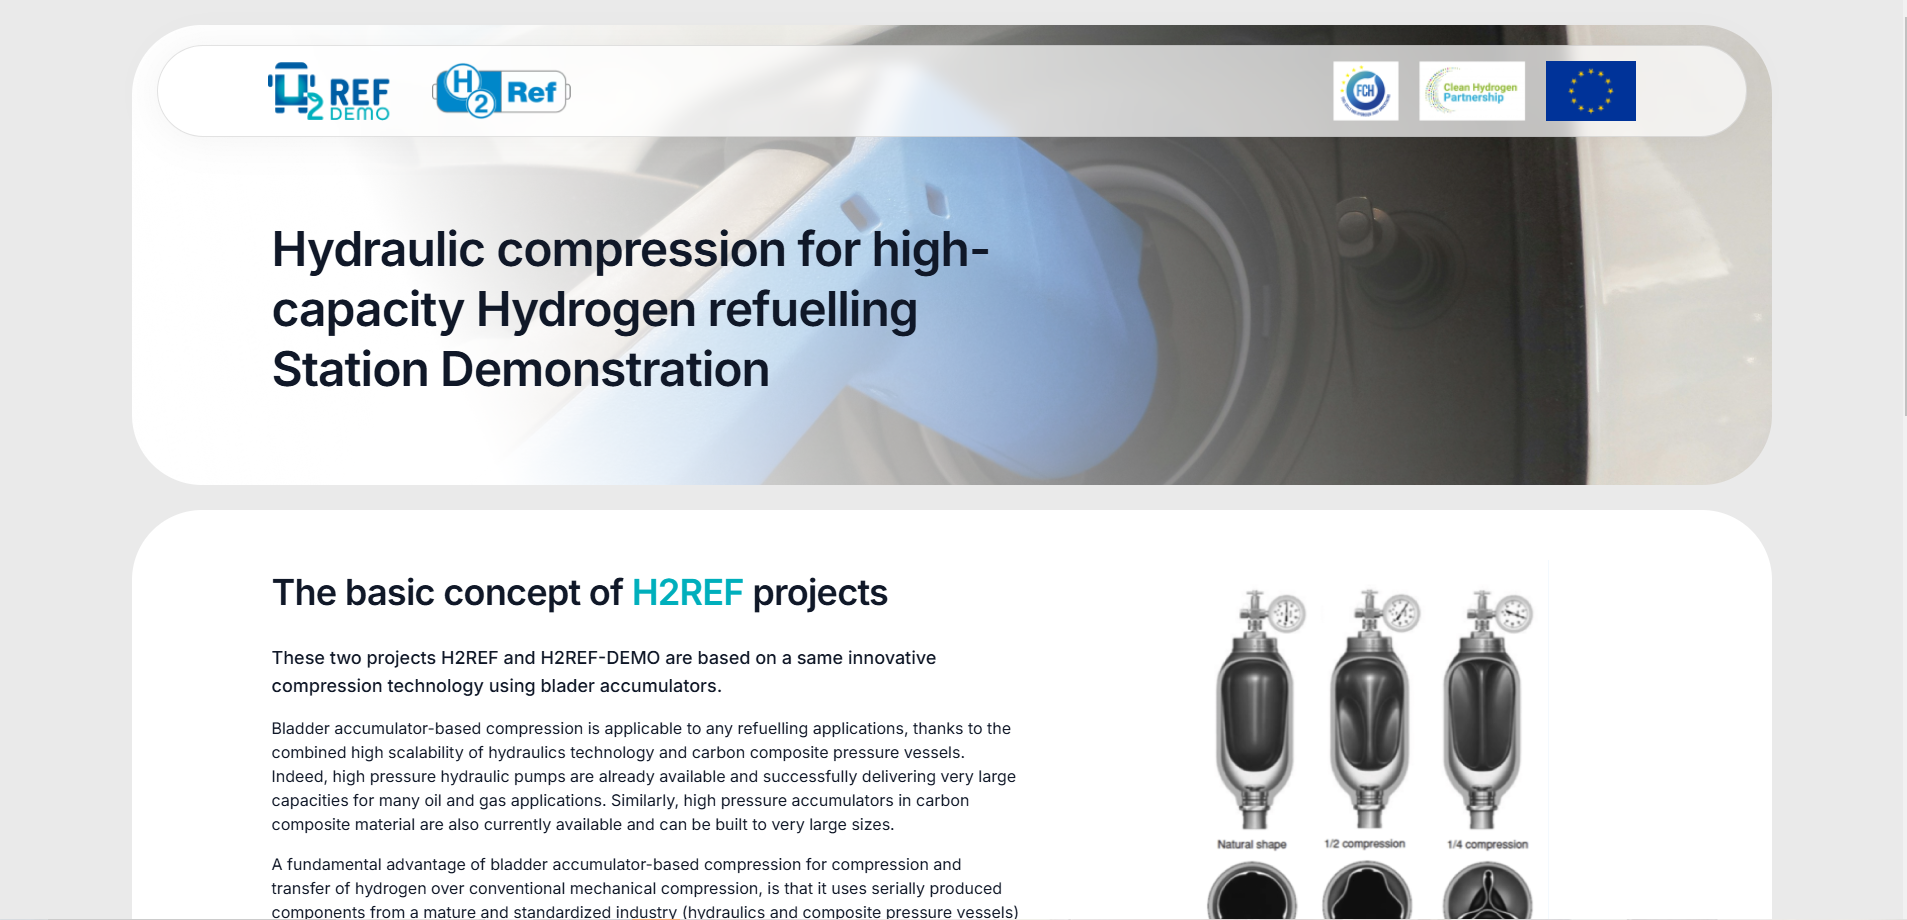 H2 REF
DEMO
H2 Ref
FCH
Clean Hydrogen
Partnership
Hydraulic compression for high-
capacity Hydrogen refuelling
Station Demonstration
The basic concept of H2REF projects
These two projects H2REF and H2REF-DEMO are based on a same innovative
compression technology using blader accumulators.
Bladder accumulator-based compression is applicable to any refuelling applications, thanks to the
combined high scalability of hydraulics technology and carbon composite pressure vessels.
Indeed, high pressure hydraulic pumps are already available and successfully delivering very large
capacities for many oil and gas applications. Similarly, high pressure accumulators in carbon
composite material are also currently available and can be built to very large sizes.
A fundamental advantage of bladder accumulator-based compression for compression and
transfer of hydrogen over conventional mechanical compression, is that it uses serially produced
components from a mature and standardized industry (hydraulics and composite pressure vessels)
Natural shape
1/2 compression
1/4 compression